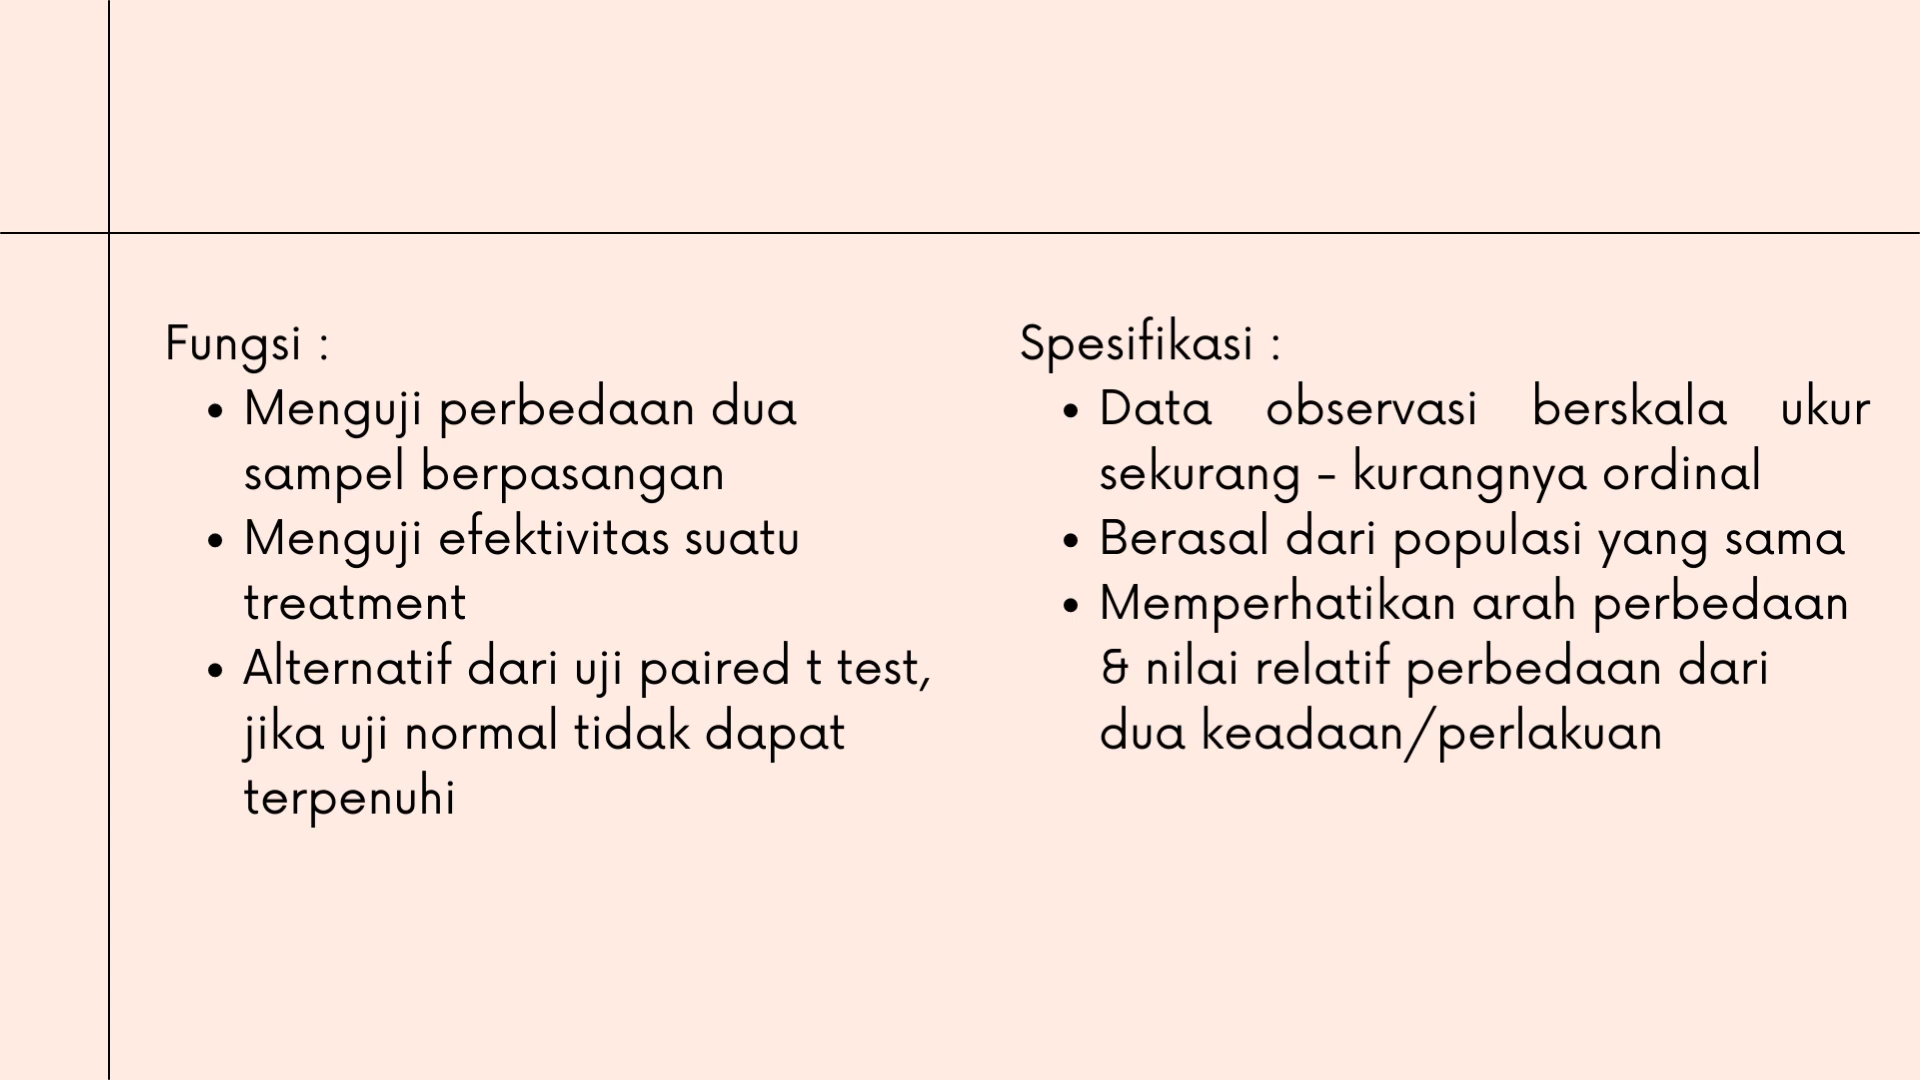 Fungsi :
• Menguji perbedaan dua
sampel berpasangan
• Menguji efektivitas suatu
treatment
• Alternatif dari uji paired t test,
jika uji normal tidak dapat
terpenuhi
Spesifikasi :
• Data observasi berskala ukur
sekurang - kurangnya ordinal
• Berasal dari populasi yang sama
• Memperhatikan arah perbedaan
& nilai relatif perbedaan dari
dua keadaan/perlakuan